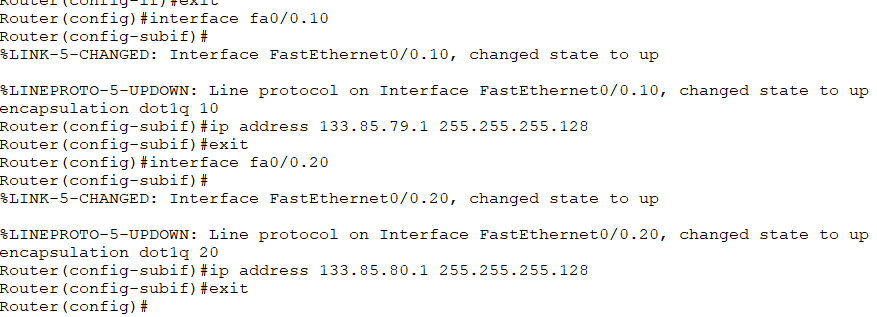 Router(config-if)#exit
Router(config)#interface fa0/0.10
Router(config-subif)#
%LINK-5-CHANGED: Interface FastEthernet0/0.10, changed state to up
%LINEPROTO-5-UPDOWN: Line protocol on Interface FastEthernet0/0.10, changed state to up
encapsulation dot1q 10
Router(config-subif)#ip address 133.85.79.1 255.255.255.128
Router(config-subif)#exit
Router(config)#interface fa0/0.20
Router(config-subif)#
%LINK-5-CHANGED: Interface FastEthernet0/0.20, changed state to up
%LINEPROTO-5-UPDOWN: Line protocol on Interface FastEthernet0/0.20, changed state to up
encapsulation dot1q 20
Router(config-subif)#ip address 133.85.80.1 255.255.255.128
Router(config-subif)#exit
Router(config)#